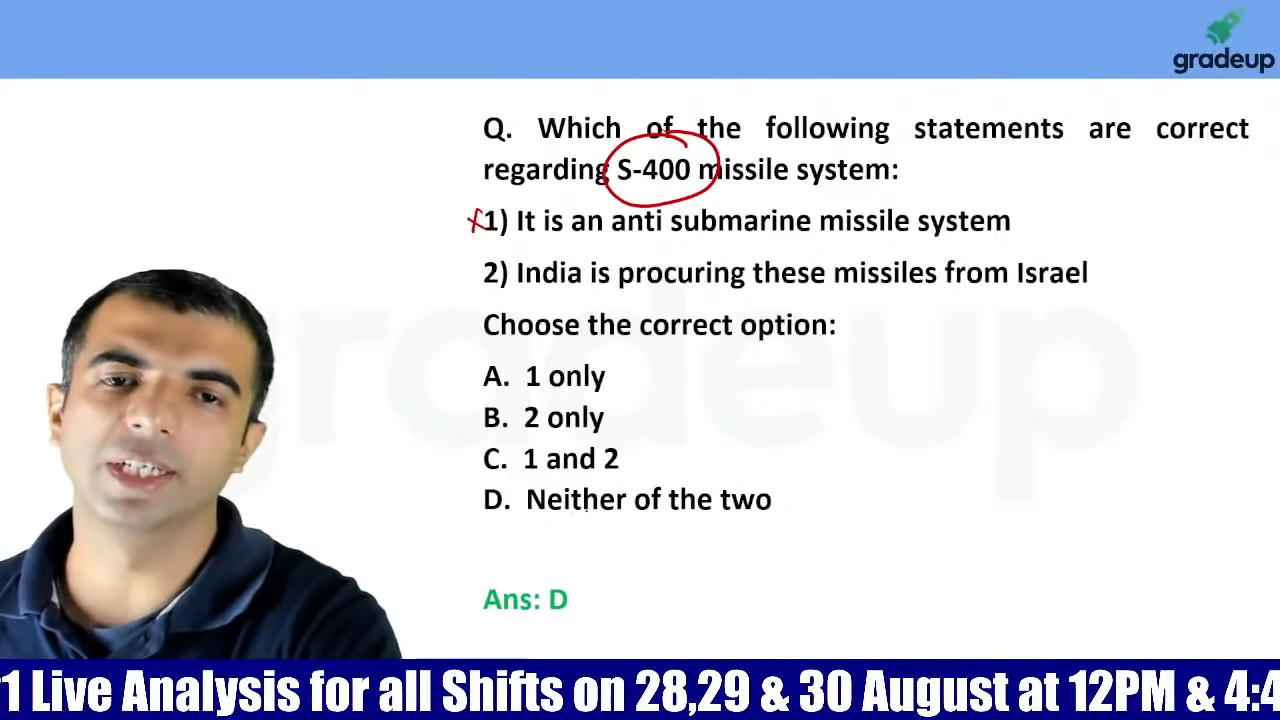 gradeup
Q. Which of the following statements are correct
regarding S-400 missile system:
1) It is an anti submarine missile system
2) India is procuring these missiles from Israel
Choose the correct option:
A. 1 only
B. 2 only
C. 1 and 2
D. Neither of the two
Ans: D
gradeup
1 Live Analysis for all Shifts on 28,29 & 30 August at 12PM & 4:4